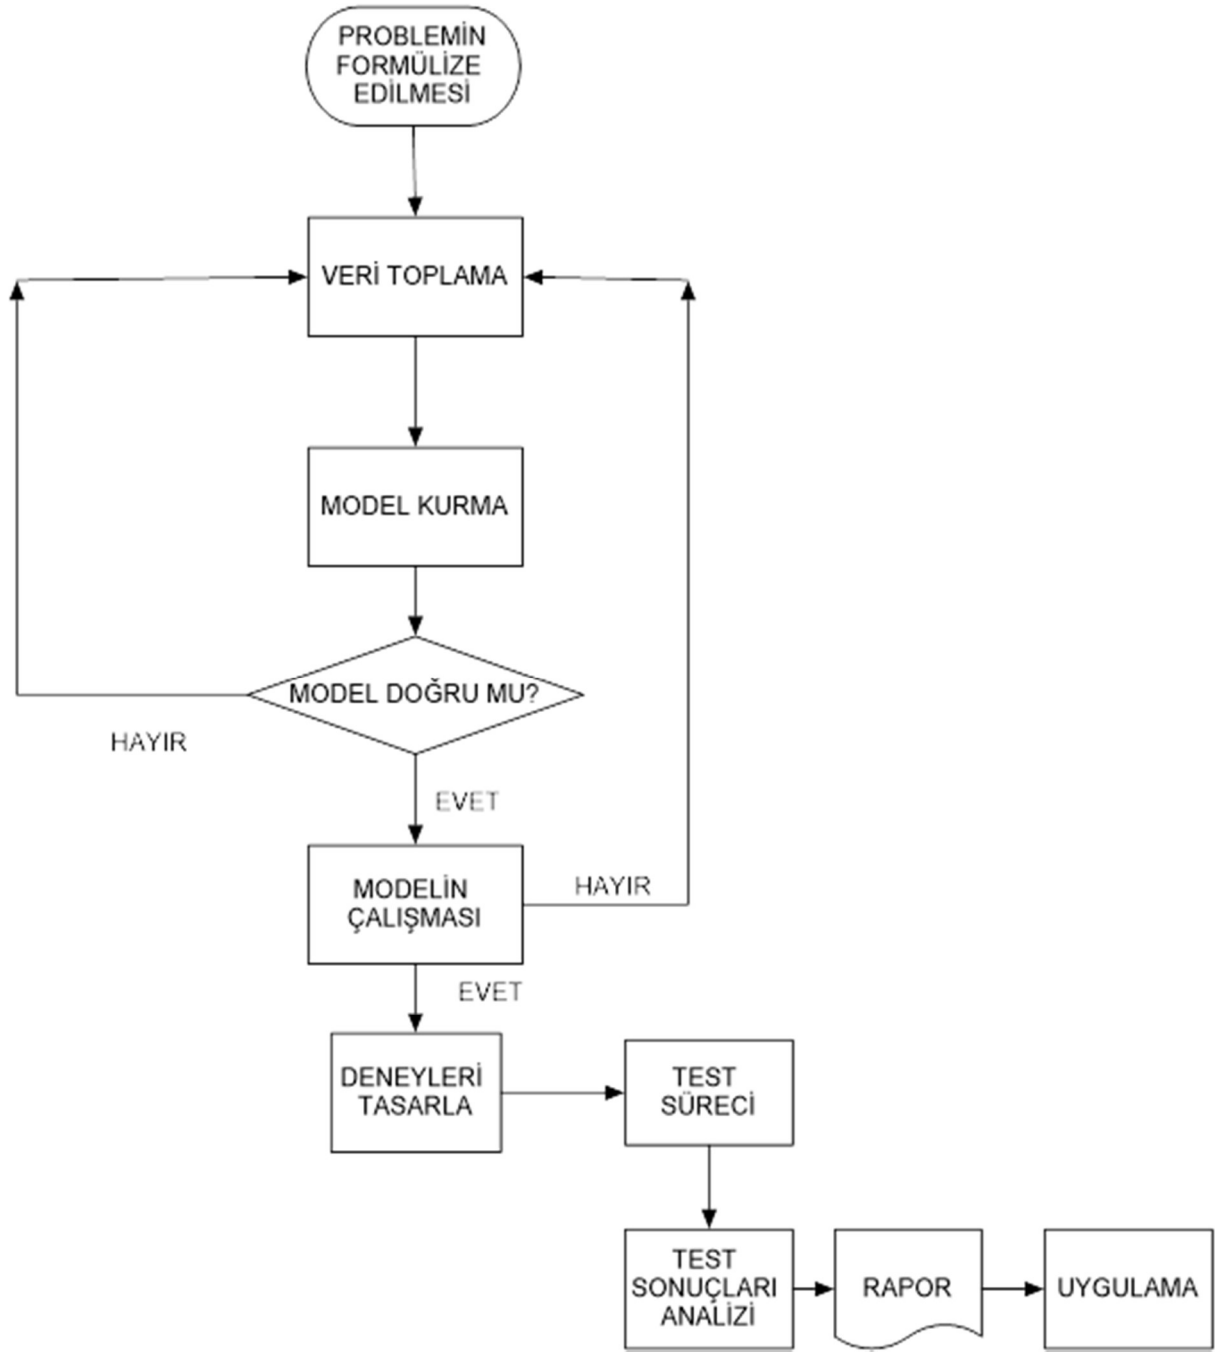 PROBLEMİN
FORMÜLİZE
EDİLMESİ
VERİ TOPLAMA
MODEL KURMA
MODEL DOĞRU MU?
HAYIR
EVET
MODELİN
ÇALIŞMASI
HAYIR
EVET
DENEYLERİ
TASARLA
TEST
SÜRECİ
TEST
SONUÇLARI
ANALİZİ
RAPOR
UYGULAMA